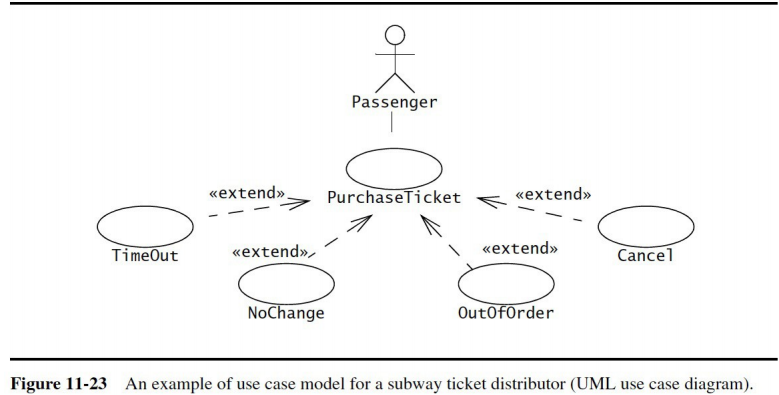 Passenger
«extend»
PurchaseTicket
«extend»
TimeOut
«extend»
NoChange
«extend»
OutOfOrder
Cancel
Figure 11-23 An example of use case model for a subway ticket distributor (UML use case diagram).